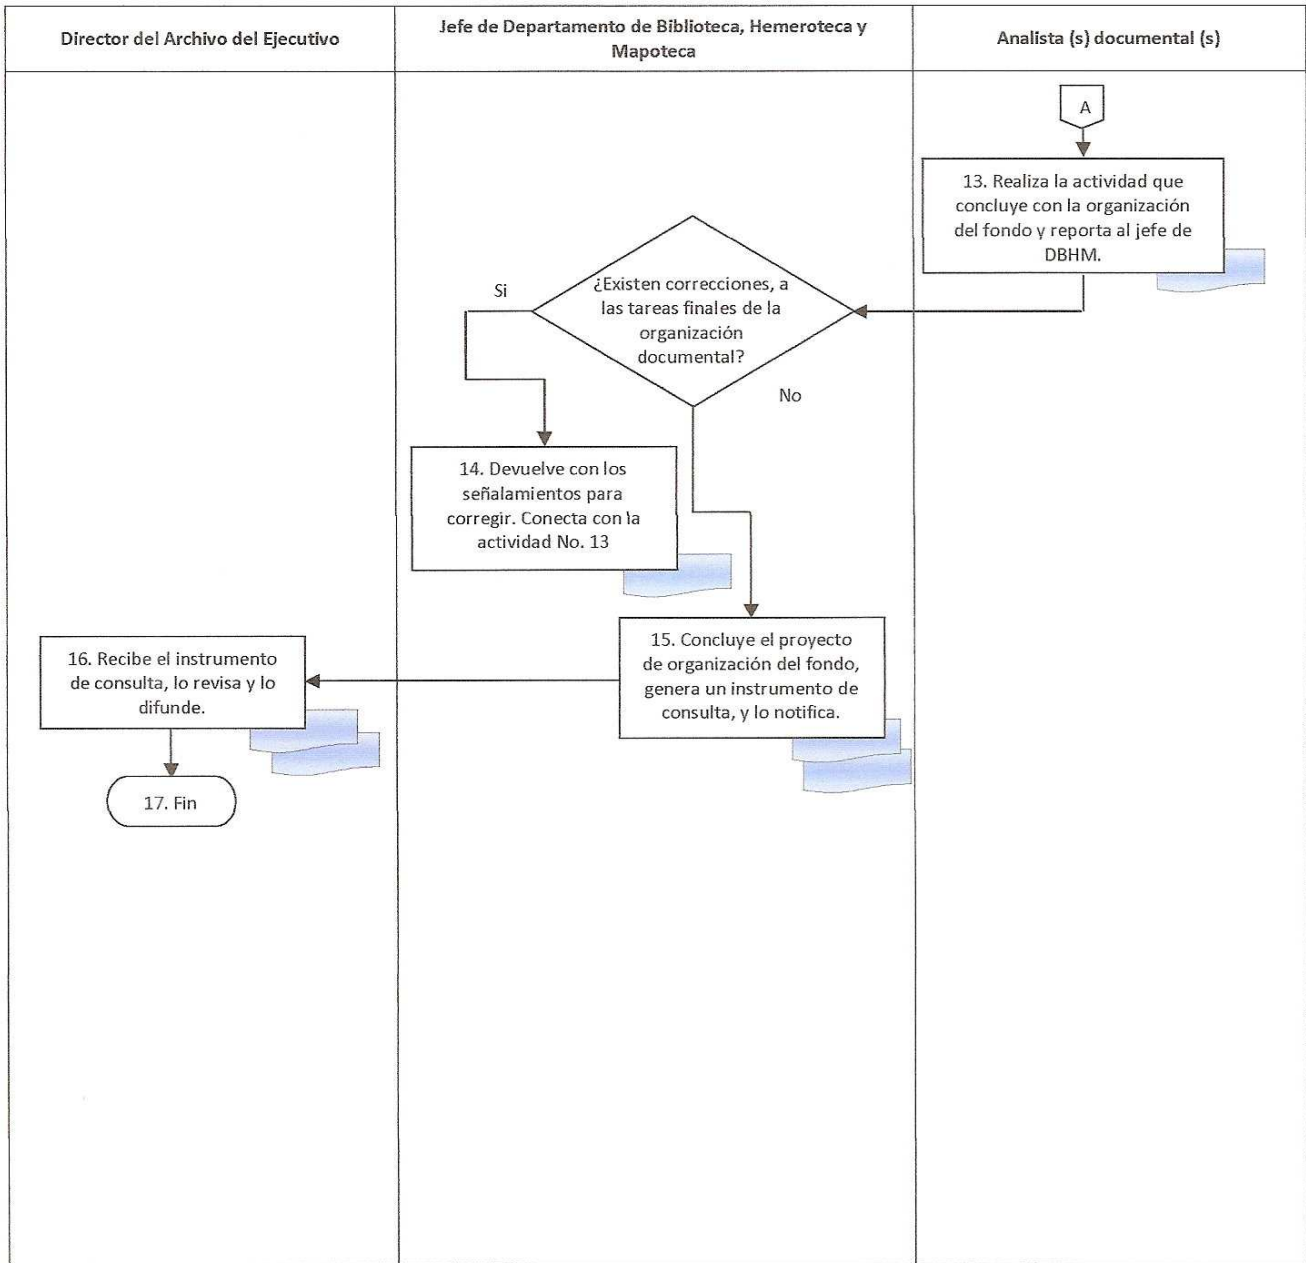 Director del Archivo del Ejecutivo
Jefe de Departamento de Biblioteca, Hemeroteca y
Mapoteca
Analista (s) documental (s)
A
13. Realiza la actividad que
concluye con la organización
del fondo y reporta al jefe de
DBHM.
¿Existen correcciones, a
las tareas finales de la
organización
documental?
Si
No
14. Devuelve con los
señalamientos para
corregir. Conecta con la
actividad No. 13
15. Concluye el proyecto
de organización del fondo,
genera un instrumento de
consulta, y lo notifica.
16. Recibe el instrumento
de consulta, lo revisa y lo
difunde.
17. Fin